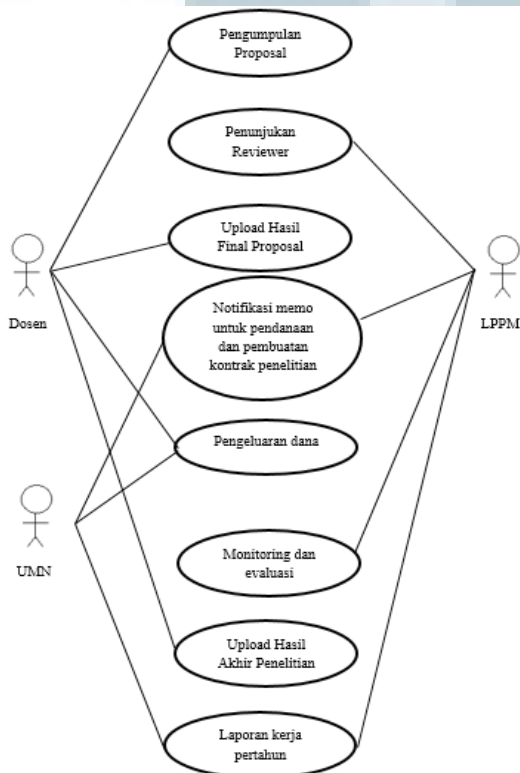 Pengumpulan
Proposal
Penunjukan
Reviewer
Upload Hasil
Final Proposal
Dosen
LPPM
Notifikasi memo
untuk pendanaan
dan pembuatan
kontrak penelitian
Pengeluaran dana
UMN
Monitoring dan
evaluasi
Upload Hasil
Akhir Penelitian
Laporan kerja
pertahun